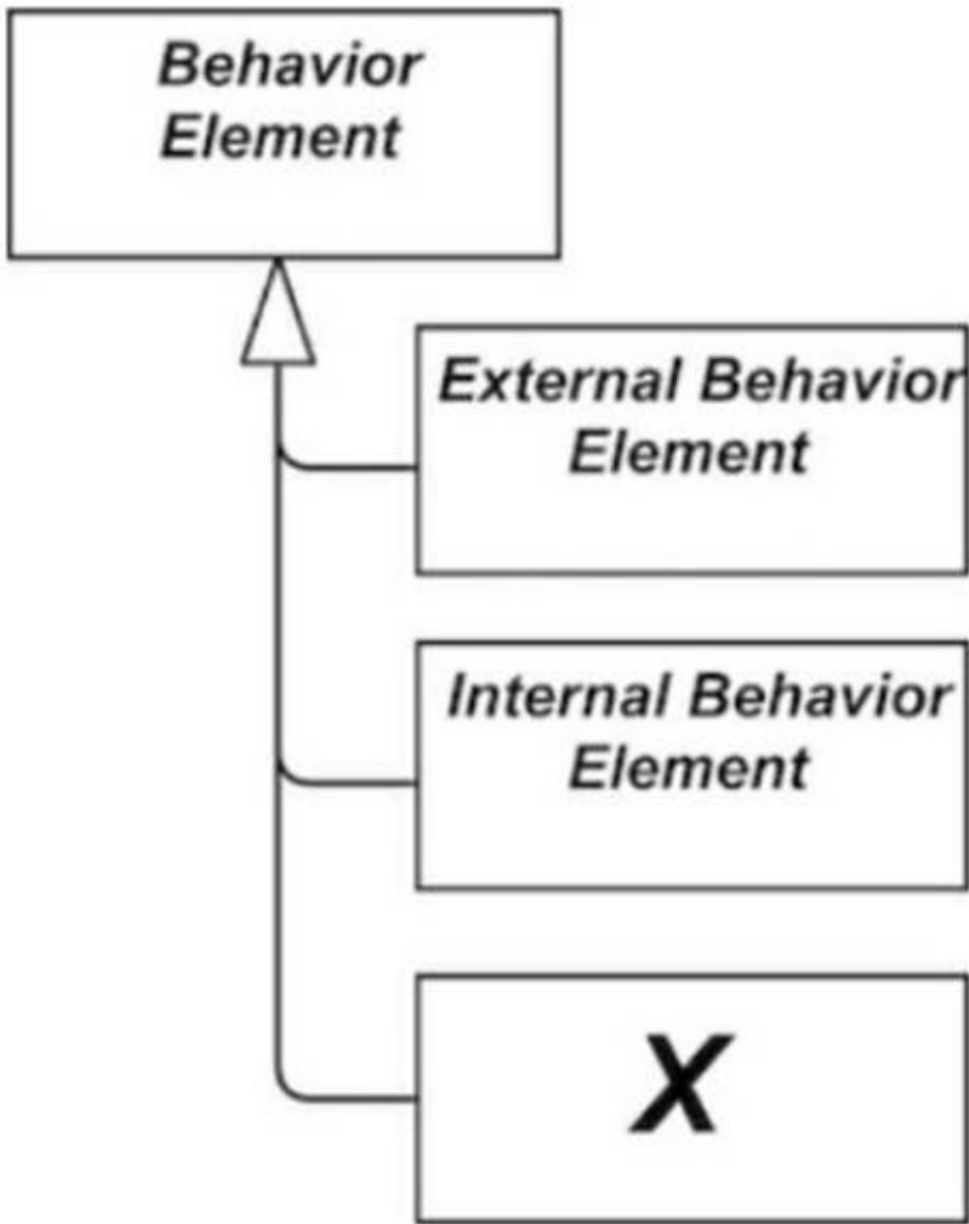 Behavior
Element
External Behavior
Element
Internal Behavior
Element
X